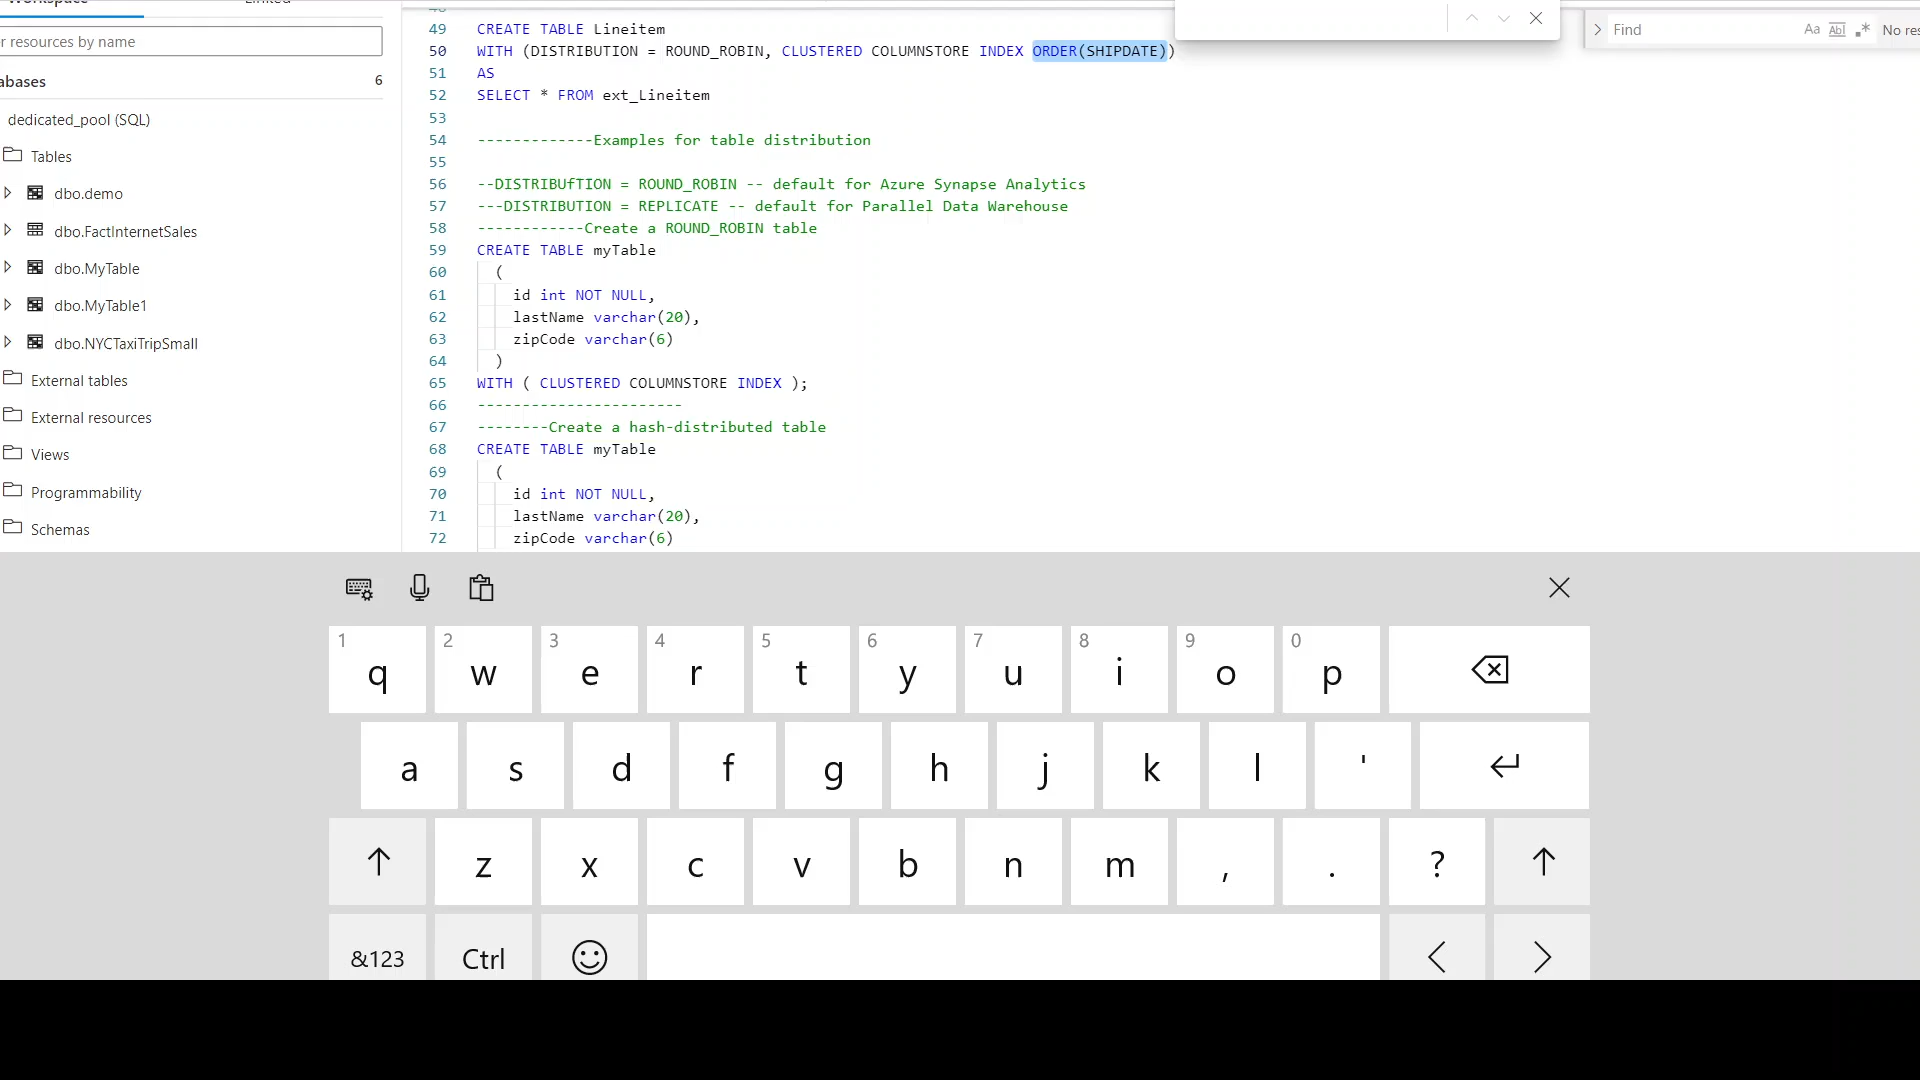 r resources by name
abases 6
dedicated_pool (SQL)
Tables
dbo.demo
dbo.FactInternetSales
dbo.MyTable
dbo.MyTable1
dbo.NYCTaxiTripSmall
External tables
External resources
Views
Programmability
Schemas
49 CREATE TABLE Lineitem
50 WITH (DISTRIBUTION = ROUND_ROBIN, CLUSTERED COLUMNSTORE INDEX ORDER(SHIPDATE))
51 AS
52 SELECT * FROM ext_Lineitem
53
54 -------------Examples for table distribution
55
56 --DISTRIBUfTION = ROUND_ROBIN -- default for Azure Synapse Analytics
57 ---DISTRIBUTION = REPLICATE -- default for Parallel Data Warehouse
58 ------------Create a ROUND_ROBIN table
59 CREATE TABLE myTable
60 (
61 id int NOT NULL,
62 lastName varchar(20),
63 zipCode varchar(6)
64 )
65 WITH ( CLUSTERED COLUMNSTORE INDEX );
66 -----------------------
67 --------Create a hash-distributed table
68 CREATE TABLE myTable
69 (
70 id int NOT NULL,
71 lastName varchar(20),
72 zipCode varchar(6)
Find Aa Abl .* No res
1 2 3 4 5 6 7 8 9 0
q w e r t y u i o p
a s d f g h j k l '
z x c v b n m , . ?
&123 Ctrl